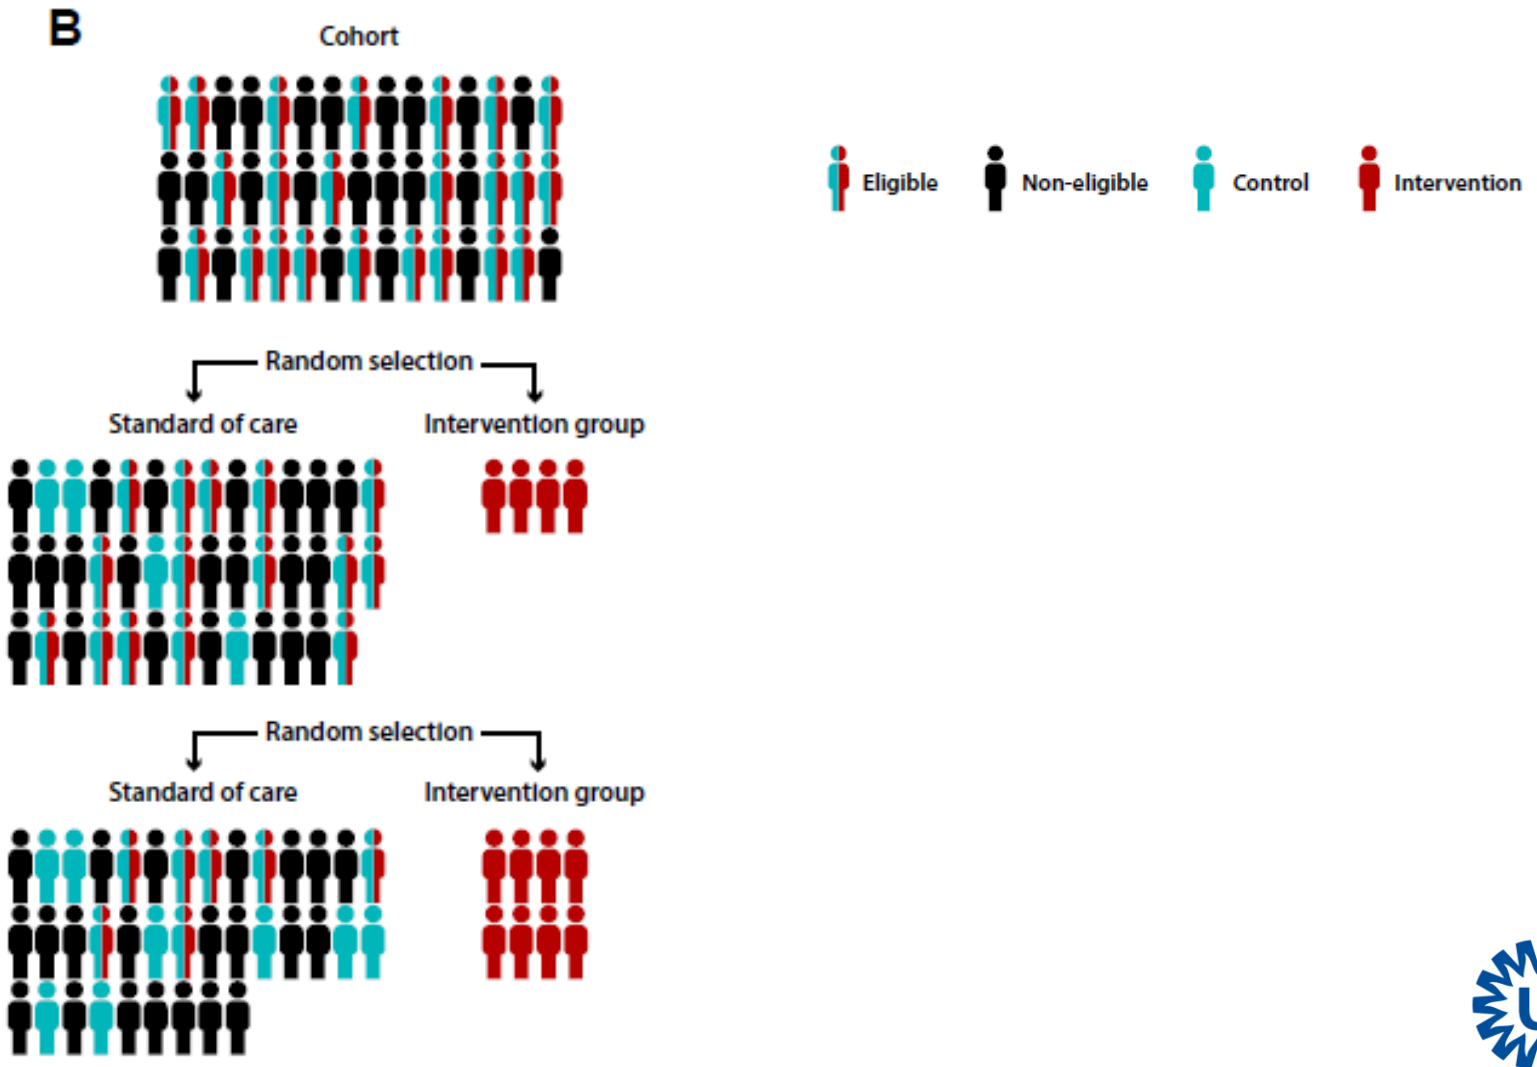 B
Cohort
Eligible Non-eligible Control Intervention
Random selection
Standard of care Intervention group
Random selection
Standard of care Intervention group
U